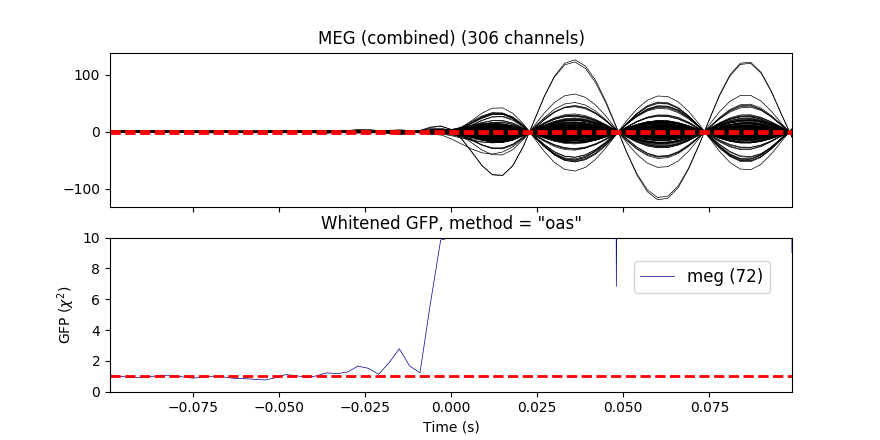 MEG (combined) (306 channels)
100
0
−100
Whitened GFP, method = "oas"
10
8
6
4
2
0
GFP (χ²)
meg (72)
−0.075 −0.050 −0.025 0.000 0.025 0.050 0.075
Time (s)